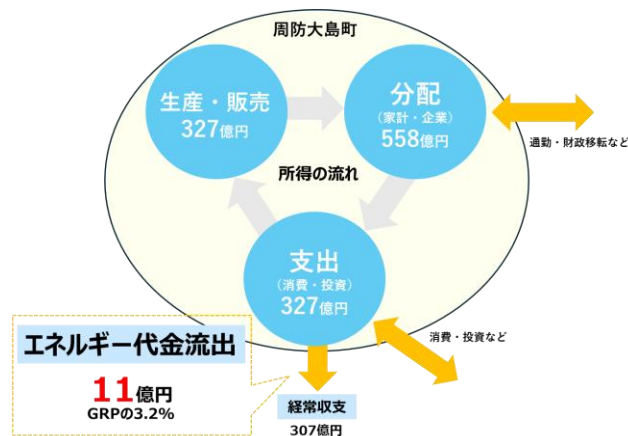 周防大島町
生産・販売
327億円
分配
(家計・企業)
558億円
通勤・財政移転など
所得の流れ
支出
(消費・投資)
327億円
消費・投資など
エネルギー代金流出
11億円
GRPの3.2%
経常収支
307億円